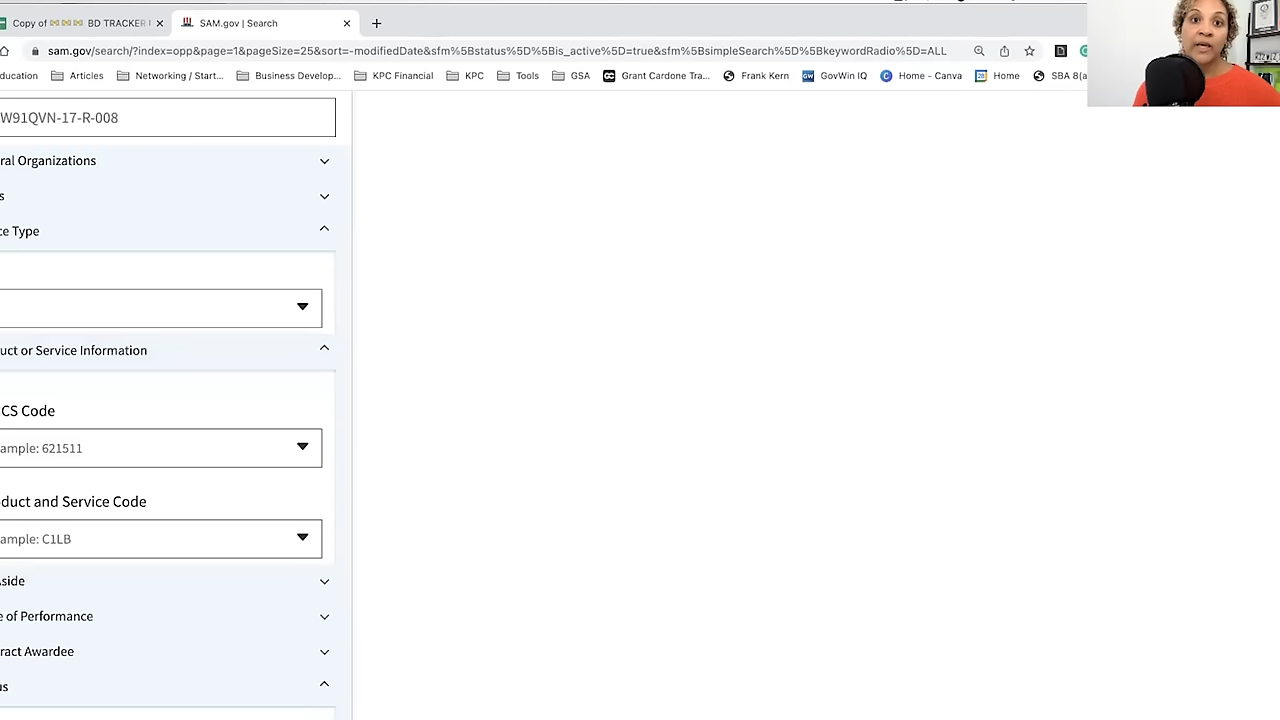 Copy of BD TRACKER
SAM.gov | Search
sam.gov/search/?index=opp&page=1&pageSize=25&sort=-modifiedDate&sfm%5Bstatus%5D%5Bis_active%5D=true&sfm%5BsimpleSearch%5D%5BkeywordRadio%5D=ALL
ducation Articles Networking / Start... Business Develop... KPC Financial KPC Tools GSA Grant Cardone Tra... Frank Kern GovWin IQ Home - Canva Home SBA 8(a
W91QVN-17-R-008
ral Organizations
s
ce Type
uct or Service Information
CS Code
ample: 621511
duct and Service Code
ample: C1LB
Aside
e of Performance
ract Awardee
us